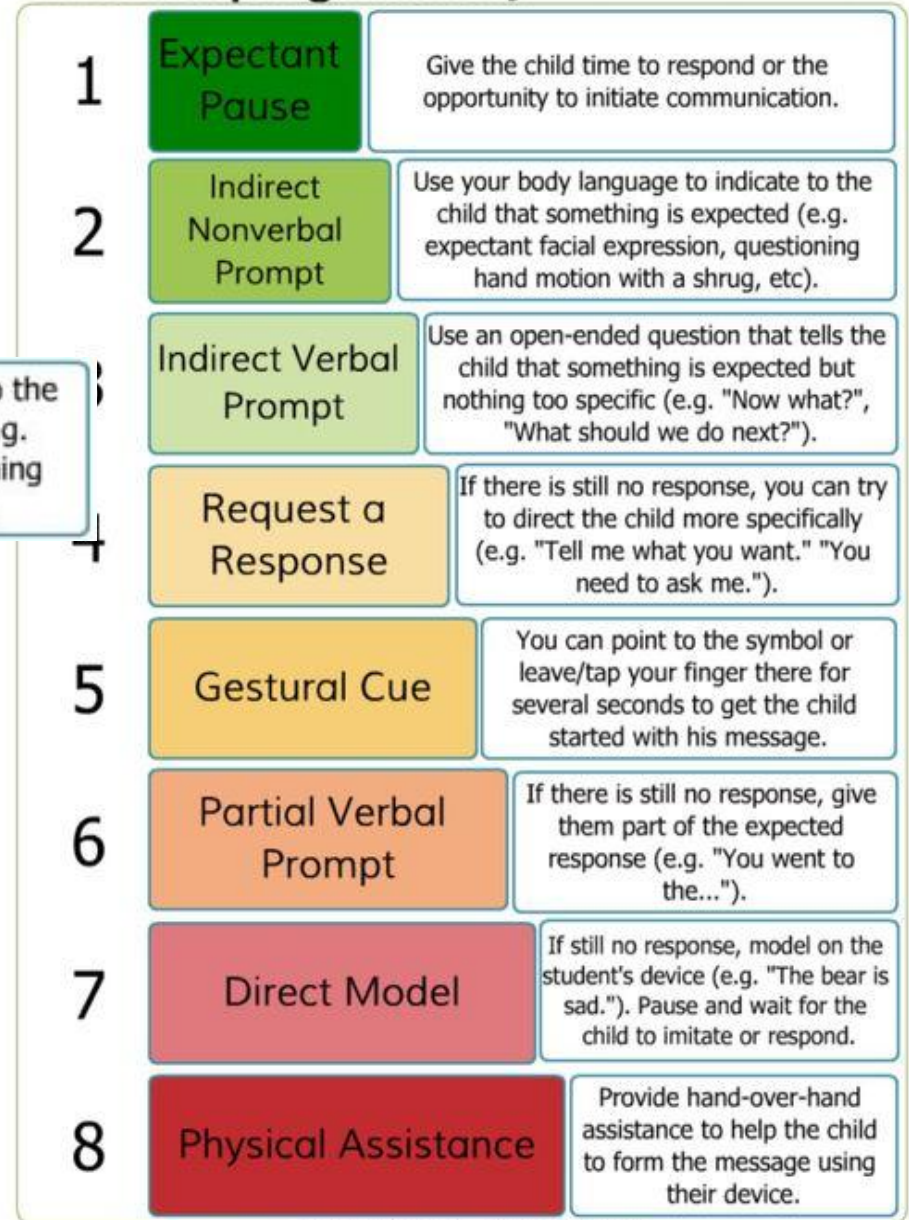 1
Expectant
Pause
Give the child time to respond or the
opportunity to initiate communication.
2
Indirect
Nonverbal
Prompt
Use your body language to indicate to the
child that something is expected (e.g.
expectant facial expression, questioning
hand motion with a shrug, etc).
the
g.
ing
Indirect Verbal
Prompt
Use an open-ended question that tells the
child that something is expected but
nothing too specific (e.g. "Now what?",
"What should we do next?").
4
Request a
Response
If there is still no response, you can try
to direct the child more specifically
(e.g. "Tell me what you want." "You
need to ask me.").
5
Gestural Cue
You can point to the symbol or
leave/tap your finger there for
several seconds to get the child
started with his message.
6
Partial Verbal
Prompt
If there is still no response, give
them part of the expected
response (e.g. "You went to
the...").
7
Direct Model
If still no response, model on the
student's device (e.g. "The bear is
sad."). Pause and wait for the
child to imitate or respond.
8
Physical Assistance
Provide hand-over-hand
assistance to help the child
to form the message using
their device.